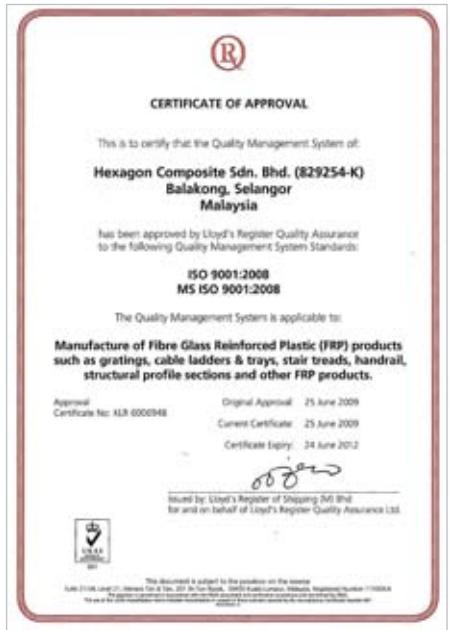 CERTIFICATE OF APPROVAL
This is to certify that the Quality Management System of:
Hexagon Composite Sdn. Bhd. (829254-K)
Balakong, Selangor
Malaysia
has been approved by Lloyd's Register Quality Assurance
to the following Quality Management System Standards:
ISO 9001:2008
MS ISO 9001:2008
The Quality Management System is applicable to:
Manufacture of Fibre Glass Reinforced Plastic (FRP) products
such as gratings, cable ladders & trays, stair treads, handrail,
structural profile sections and other FRP products.
Approval
Certificate No: KLR 6000948
Original Approval: 25 June 2009
Current Certificate: 25 June 2009
Certificate Expiry: 24 June 2012
Issued by: Lloyd's Register of Shipping (M) Bhd
for and on behalf of Lloyd's Register Quality Assurance Ltd.
UKAS
001
This document is subject to the provision on the reverse